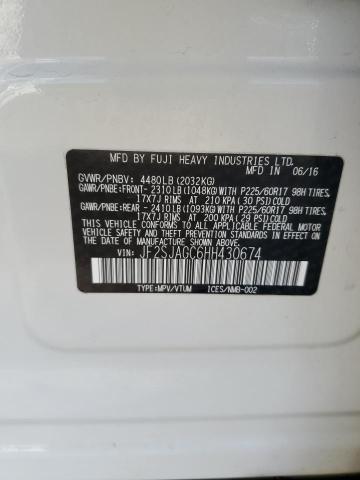 MFD BY FUJI HEAVY INDUSTRIES LTD. 06/16
GVWR/PNBV: 4480LB (2032KG)
GAWR/PNBE:FRONT- 2310LB(1048KG)WITH P225/60R17 98H TIRES,
17X7J RIMS AT 210 KPA (30 PSI)COLD
GAWR/PNBE:REAR - 2410LB(1093KG)WITH P225/60R17 98H TIRES,
17X7J RIMS AT 200 KPA (29 PSI)COLD
THIS VEHICLE CONFORMS TO ALL APPLICABLE FEDERAL MOTOR
VEHICLE SAFETY AND BUMPER STANDARDS IN EFFECT ON THE DATE OF
MANUFACTURE SHOWN ABOVE.
VIN: JF2SJAGC6HH430674
TYPE:MPV/VTUM ICES/NMB-002